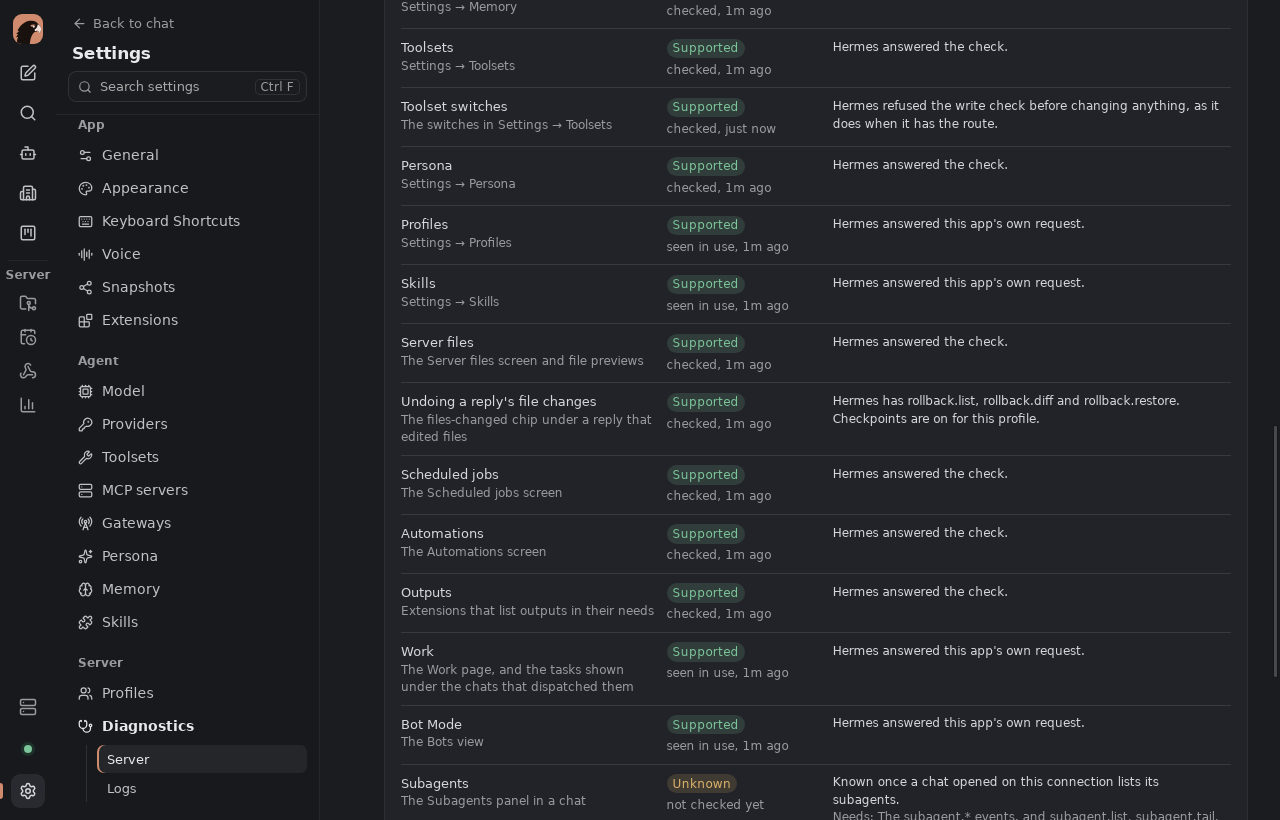 Back to chat
Settings
Search settings
Ctrl F
App
General
Appearance
Keyboard Shortcuts
Voice
Snapshots
Extensions
Agent
Model
Providers
Toolsets
MCP servers
Gateways
Persona
Memory
Skills
Server
Profiles
Diagnostics
Server
Logs
Server
Settings → Memory
checked, 1m ago
Toolsets
Settings → Toolsets
Supported
checked, 1m ago
Hermes answered the check.
Toolset switches
The switches in Settings → Toolsets
Supported
checked, just now
Hermes refused the write check before changing anything, as it
does when it has the route.
Persona
Settings → Persona
Supported
checked, 1m ago
Hermes answered the check.
Profiles
Settings → Profiles
Supported
seen in use, 1m ago
Hermes answered this app's own request.
Skills
Settings → Skills
Supported
seen in use, 1m ago
Hermes answered this app's own request.
Server files
The Server files screen and file previews
Supported
checked, 1m ago
Hermes answered the check.
Undoing a reply's file changes
The files-changed chip under a reply that
edited files
Supported
checked, 1m ago
Hermes has rollback.list, rollback.diff and rollback.restore.
Checkpoints are on for this profile.
Scheduled jobs
The Scheduled jobs screen
Supported
checked, 1m ago
Hermes answered the check.
Automations
The Automations screen
Supported
checked, 1m ago
Hermes answered the check.
Outputs
Extensions that list outputs in their needs
Supported
checked, 1m ago
Hermes answered the check.
Work
The Work page, and the tasks shown
under the chats that dispatched them
Supported
seen in use, 1m ago
Hermes answered this app's own request.
Bot Mode
The Bots view
Supported
seen in use, 1m ago
Hermes answered this app's own request.
Subagents
The Subagents panel in a chat
Unknown
not checked yet
Known once a chat opened on this connection lists its
subagents.
Needs: The subagent.* events, and subagent.list, subagent.tail,